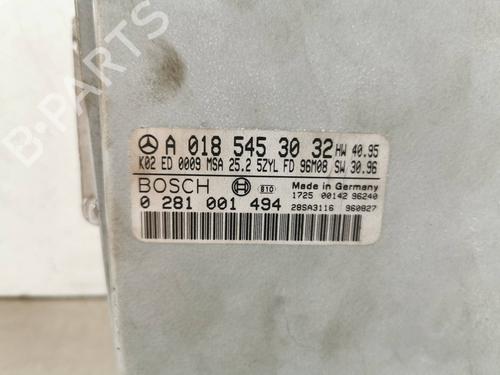 B-PARTS
A 018 545 30 32 HW 40.95
K02 ED 0009 MSA 25.2 5ZYL FD 96M08 SW 30.96
BOSCH B10 Made in Germany
1725 00142 96240
0 281 001 494
28SA3116 960827